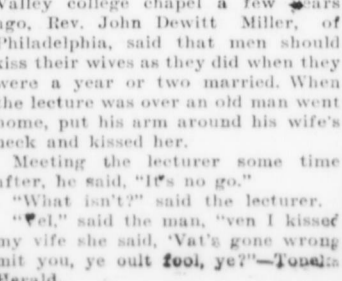 Valley college chapel a few years
ago, Rev. John Dewitt Miller, of
Philadelphia, said that men should
kiss their wives as they did when they
were a year or two married. When
the lecture was over an old man went
home, put his arm around his wife's
neck and kissed her.
Meeting the lecturer some time
after, he said, "It's no go."
"What isn't?" said the lecturer.
"Vel," said the man, "ven I kissed
my vife she said, 'Vat's gone wrong
mit you, ye oult fool, ye?"—Topeka
Herald.